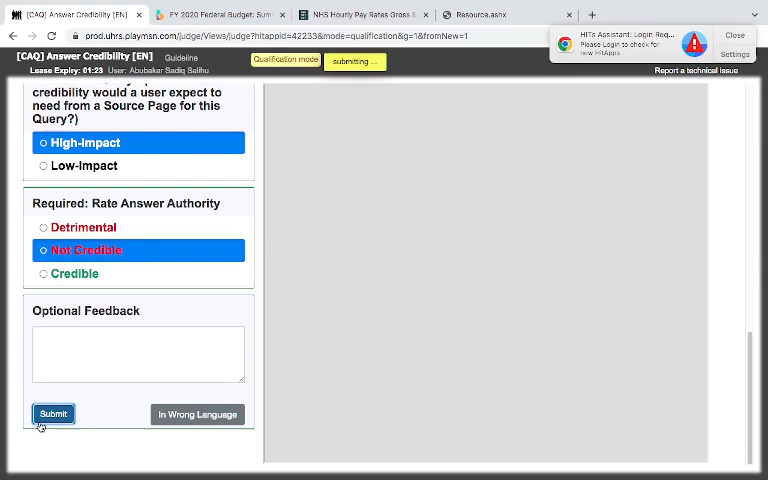 [CAQ] Answer Credibility [EN]
FY 2020 Federal Budget: Sum
NHS Hourly Pay Rates Gross &
Resource.ashx
prod.uhrs.playmsn.com/judge/Views/judge?hitappid=42233&mode=qualification&g=1&fromNew=1
HITs Assistant: Login Req...
Please Login to check for
new HitApps
Close
Settings
[CAQ] Answer Credibility [EN]
Guideline
Lease Expiry: 01:23 User: Abubakar Sadiq Salihu
Qualification mode
submitting ...
Report a technical issue
credibility would a user expect to
need from a Source Page for this
Query?)
High-Impact
Low-Impact
Required: Rate Answer Authority
Detrimental
Not Credible
Credible
Optional Feedback
Submit
In Wrong Language